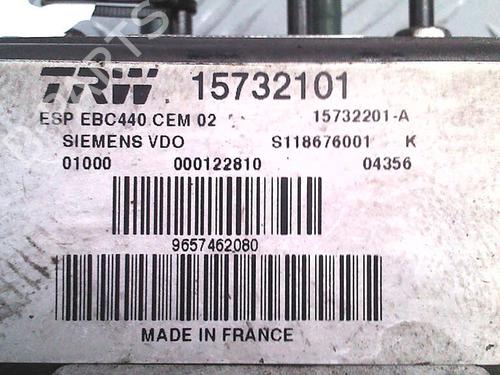 TRW 15732101
ESP EBC440 CEM 02 15732201-A
SIEMENS VDO S118676001 K
01000 000122810 04356
9657462080
MADE IN FRANCE